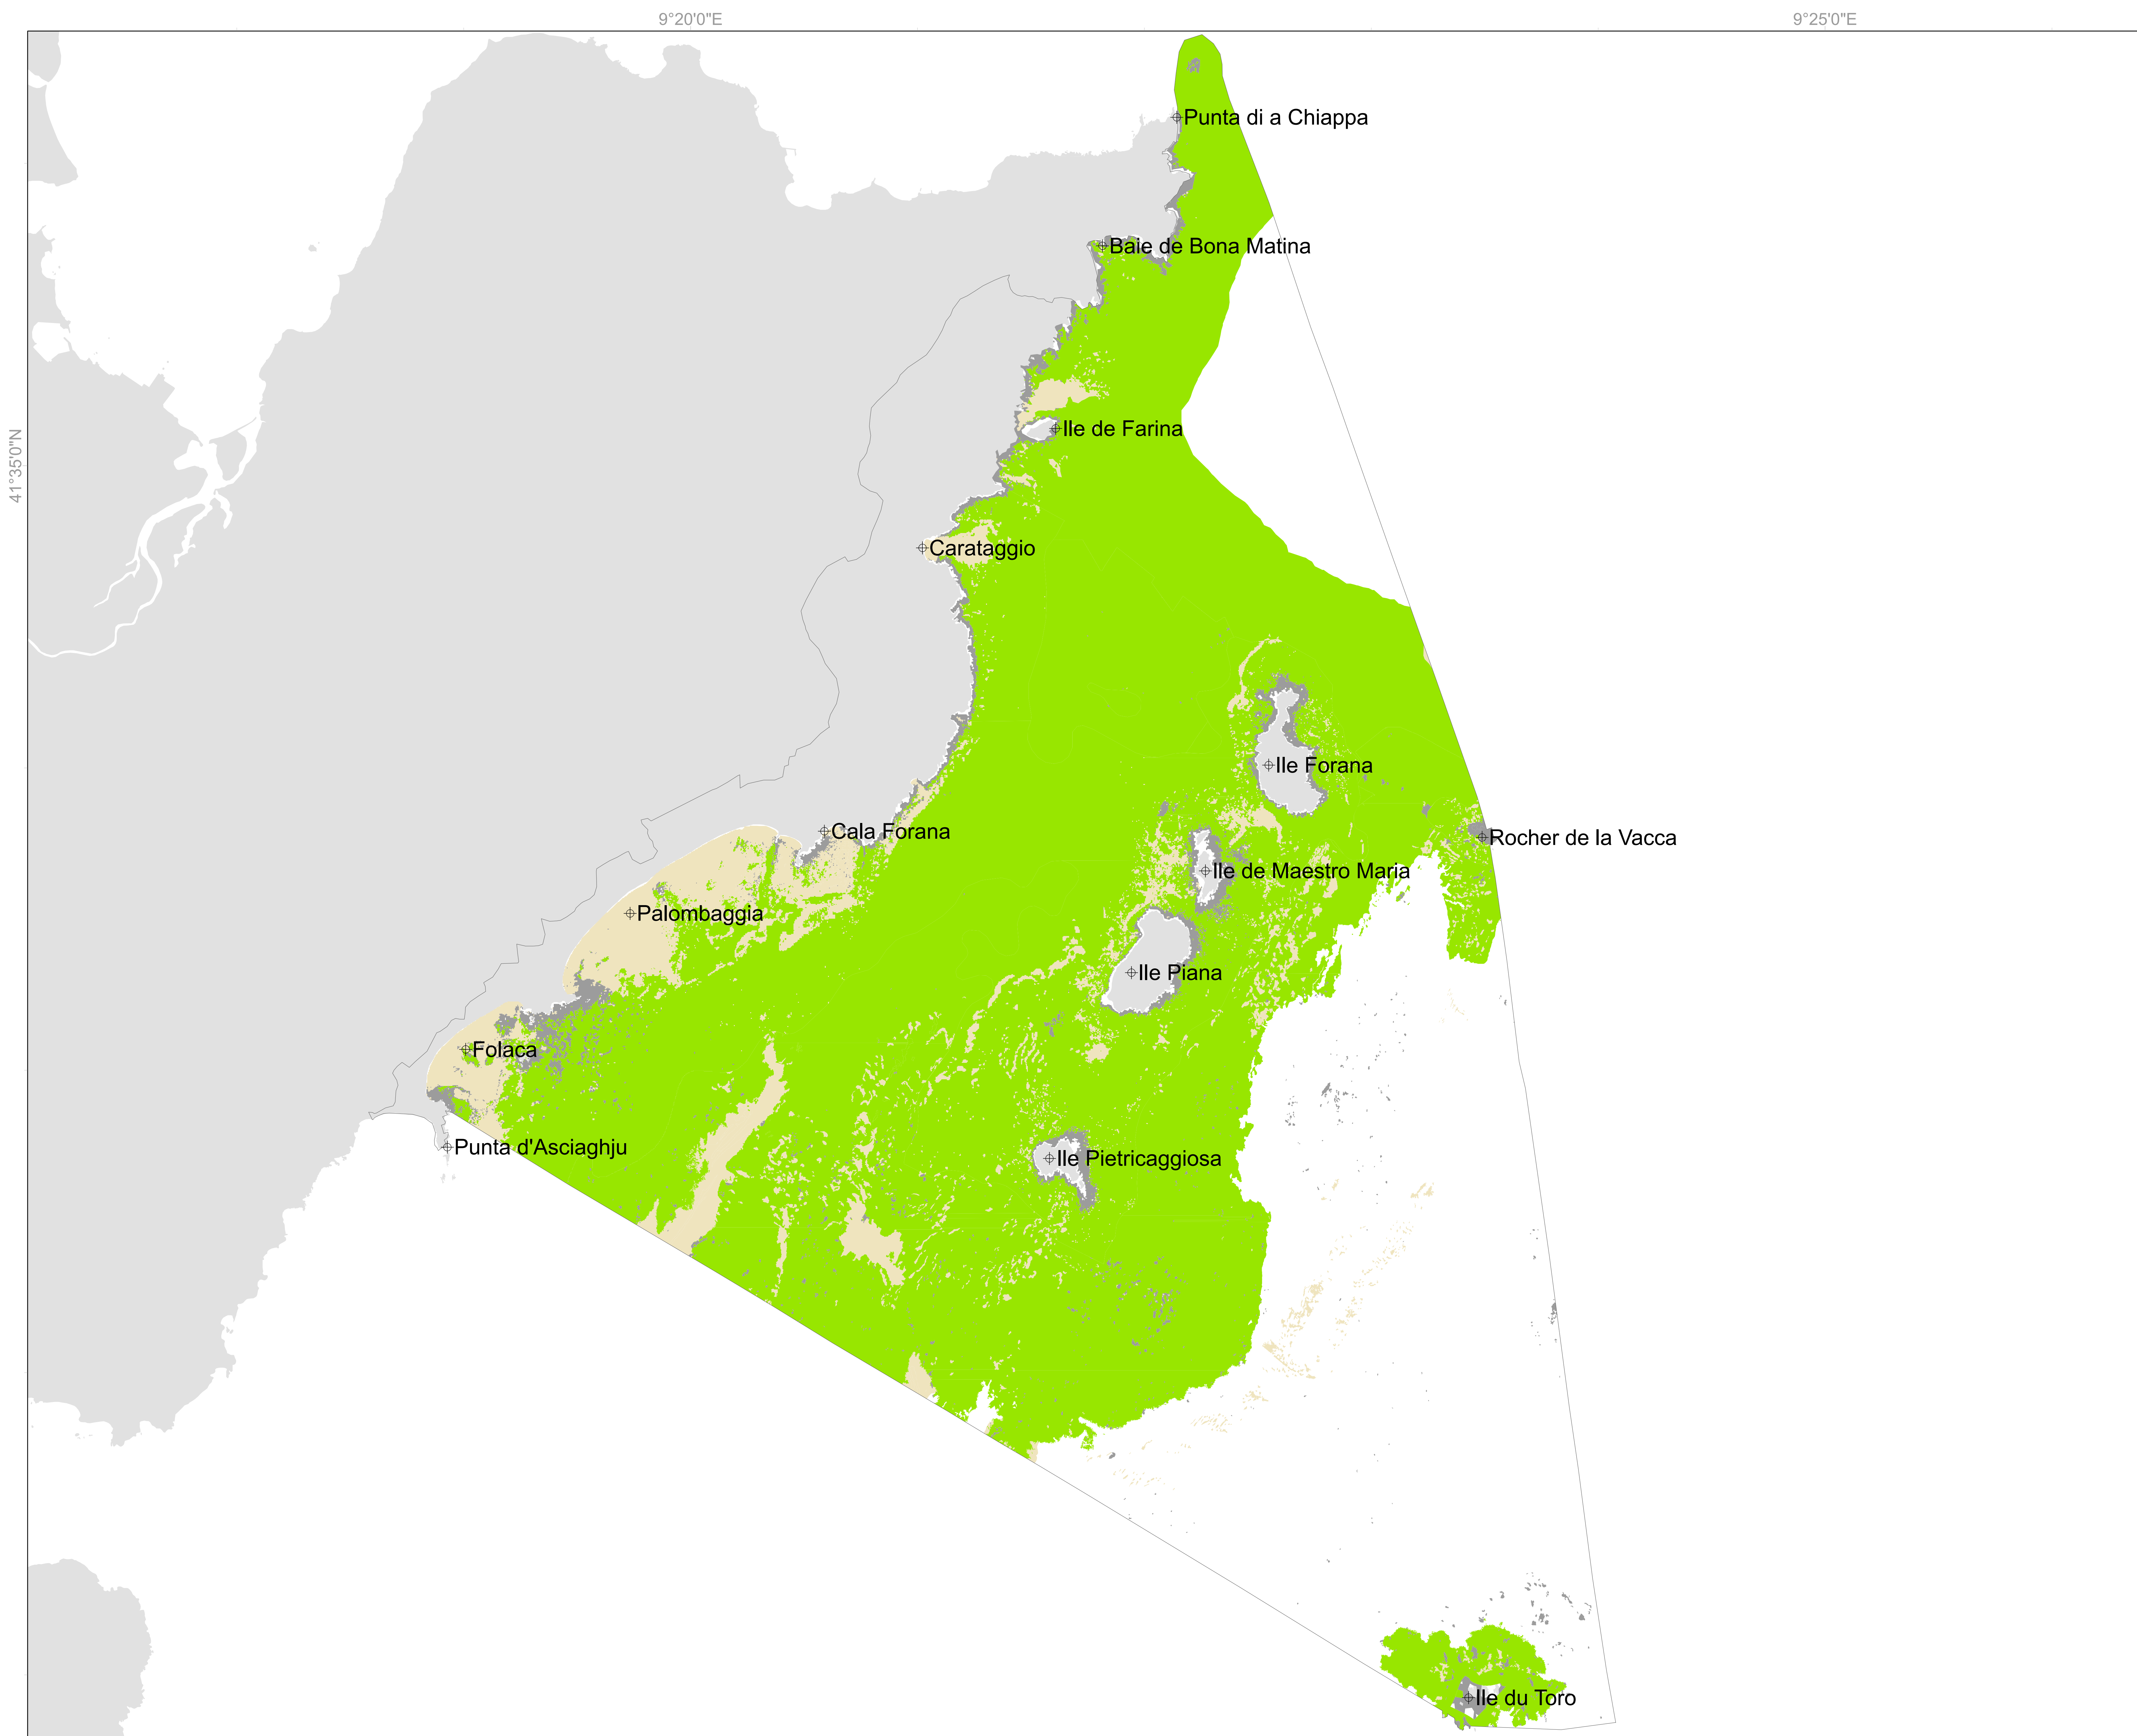 9°20'0"E
9°25'0"E
Punta di a Chiappa
Baie de Bona Matina
Ile de Farina
41°35'0"N
Carataggio
Ile Forana
Cala Forana
Rocher de la Vacca
Ile de Maestro Maria
Palombaggia
Ile Piana
Folaca
Punta d'Asciaghju
Ile Pietricaggiosa
Ile du Toro